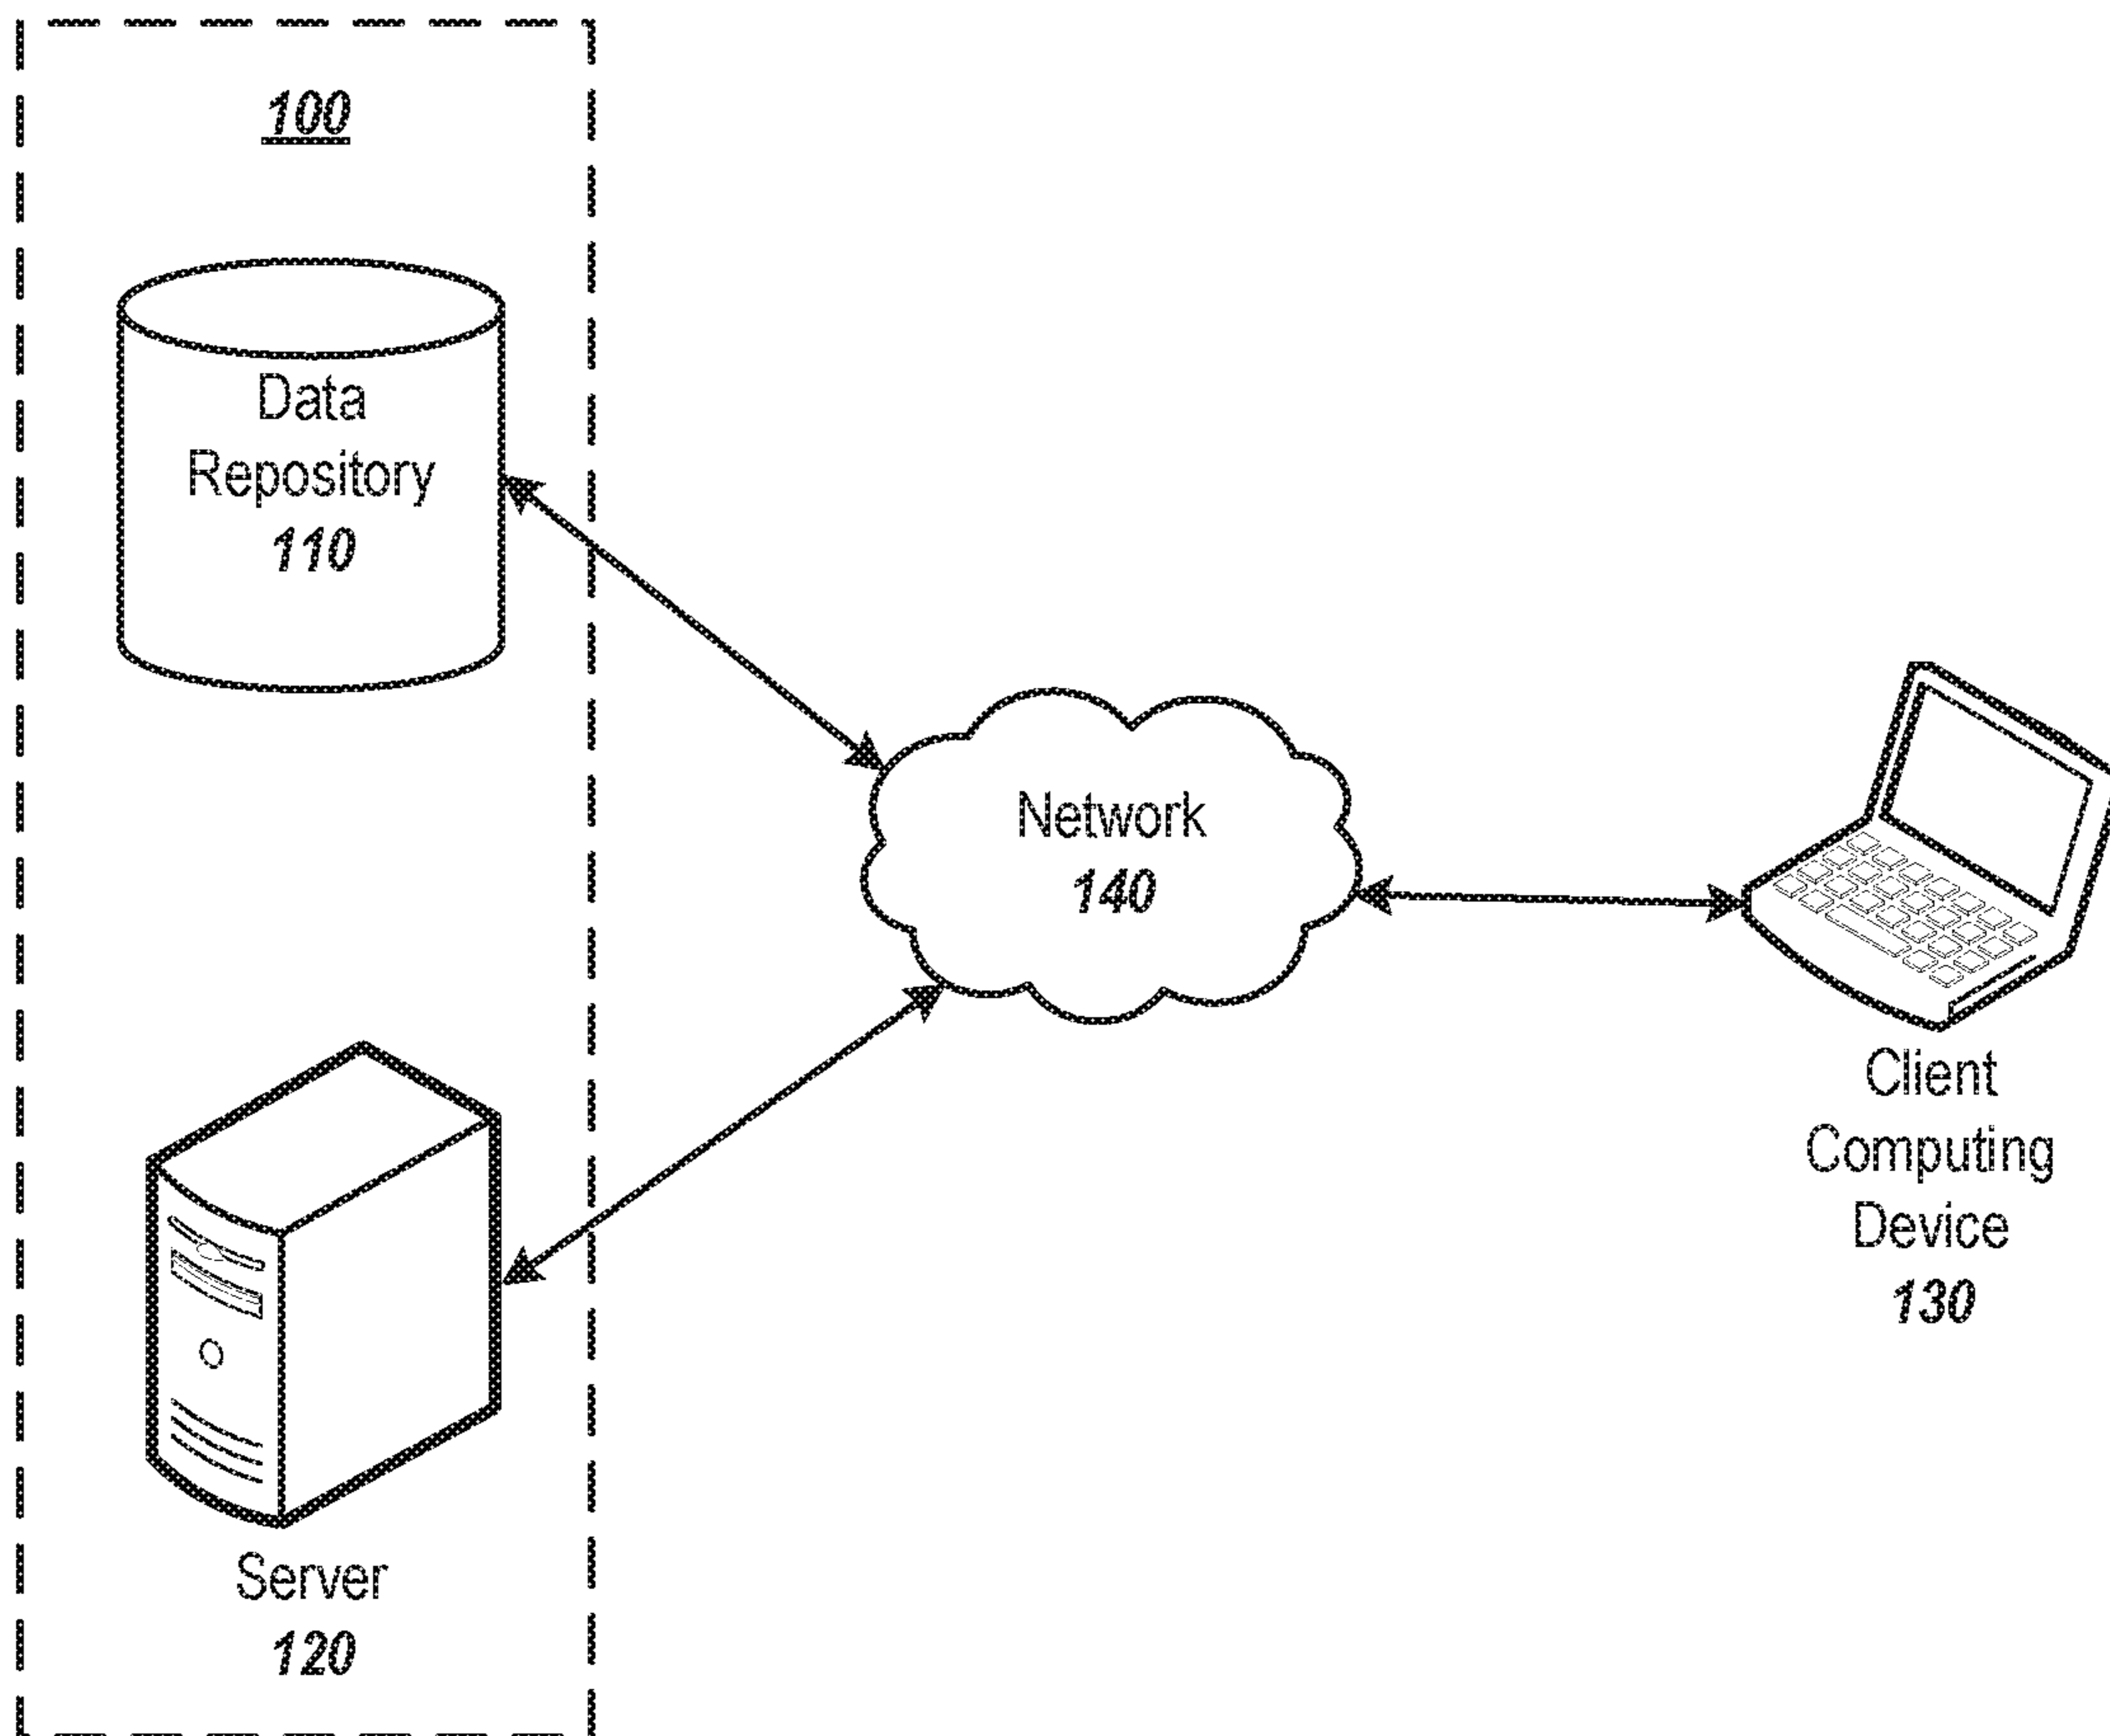 100
Data
Repository
110
Network
140
Client
Computing
Device
130
Server
120